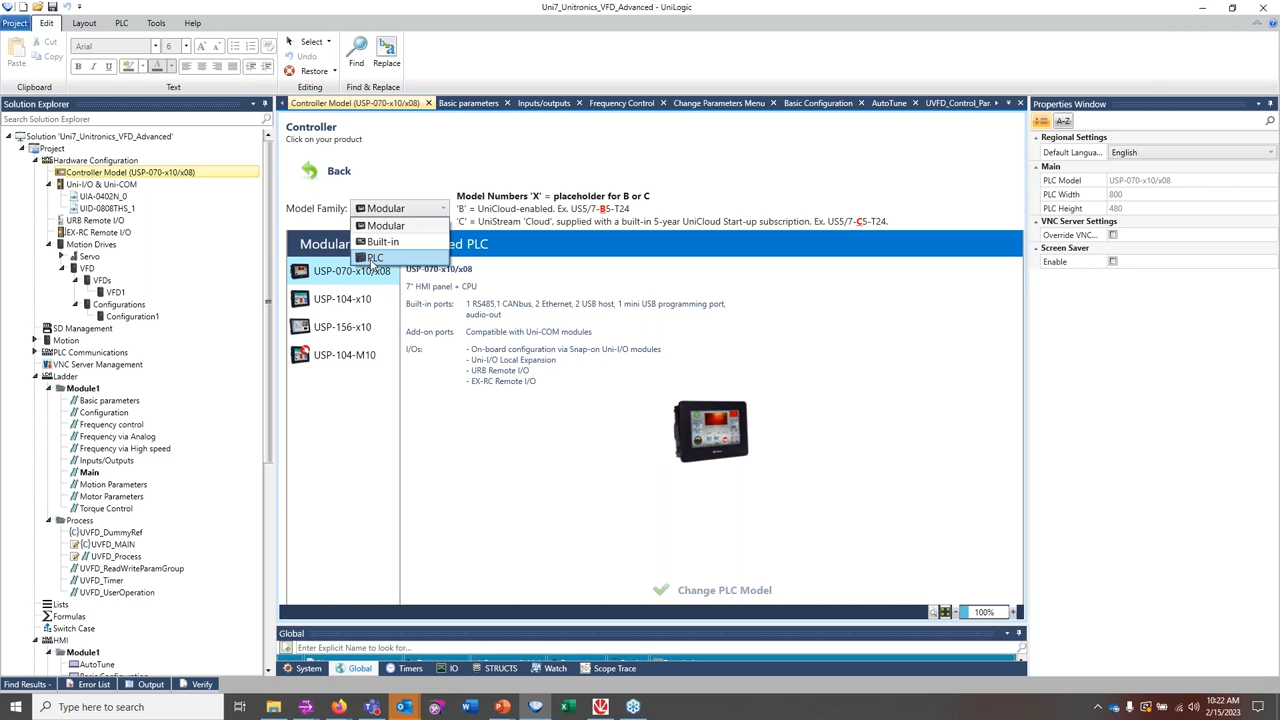 Uni7_Unitronics_VFD_Advanced* - UniLogic
Project Edit Layout PLC Tools Help
Paste Cut Copy
Arial 6
Select
Undo
Restore
Find Replace
Clipboard Text Editing Find & Replace
Solution Explorer
Search Solution Explorer
Solution 'Uni7_Unitronics_VFD_Advanced'
Project
Hardware Configuration
Controller Model (USP-070-x10/x08)
Uni-I/O & Uni-COM
UIA-0402N_0
UID-0808THS_1
URB Remote I/O
EX-RC Remote I/O
Motion Drives
Servo
VFD
VFDs
VFD1
Configurations
Configuration1
SD Management
Motion
PLC Communications
VNC Server Management
Ladder
Module1
Basic parameters
Configuration
Frequency control
Frequency via Analog
Frequency via High speed
Inputs/Outputs
Main
Motion Parameters
Motor Parameters
Torque Control
Process
UVFD_DummyRef
UVFD_MAIN
UVFD_Process
UVFD_ReadWriteParamGroup
UVFD_Timer
UVFD_UserOperation
Lists
Formulas
Switch Case
HMI
Module1
AutoTune
Find Results Error List Output Verify
Controller Model (USP-070-x10/x08) Basic parameters Inputs/outputs Frequency Control Change Parameters Menu Basic Configuration AutoTune UVFD_Control_Par
Controller
Click on your product
Back
Model Family: Modular
Modular
Built-in
PLC
Model Numbers 'X' = placeholder for B or C
'B' = UniCloud-enabled. Ex. US5/7-B5-T24
'C' = UniStream 'Cloud', supplied with a built-in 5-year UniCloud Start-up subscription. Ex. US5/7-C5-T24.
Modular ed PLC
USP-070-x10/x08
USP-104-x10
USP-156-x10
USP-104-M10
USP-070-x10/x08
7" HMI panel + CPU
Built-in ports: 1 RS485,1 CANbus, 2 Ethernet, 2 USB host, 1 mini USB programming port,
audio-out
Add-on ports Compatible with Uni-COM modules
I/Os: - On-board configuration via Snap-on Uni-I/O modules
- Uni-I/O Local Expansion
- URB Remote I/O
- EX-RC Remote I/O
Change PLC Model
100%
Global
Enter Explicit Name to look for...
System Global Timers IO STRUCTS Watch Scope Trace
Properties Window
A-Z
Regional Settings
Default Langua... English
Main
PLC Model USP-070-x10/x08
PLC Width 800
PLC Height 480
VNC Server Settings
Override VNC...
Screen Saver
Enable
Type here to search
10:22 AM
2/15/2023